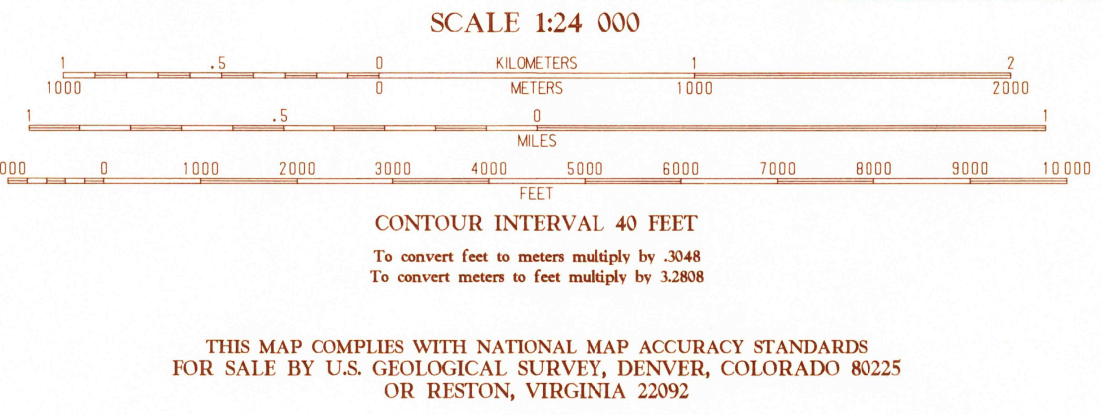 SCALE 1:24 000
1 .5 0 KILOMETERS 1 2
1000 0 METERS 1000 2000
1 .5 0 1
MILES
000 0 1000 2000 3000 4000 5000 6000 7000 8000 9000 10 000
FEET
CONTOUR INTERVAL 40 FEET
To convert feet to meters multiply by .3048
To convert meters to feet multiply by 3.2808
THIS MAP COMPLIES WITH NATIONAL MAP ACCURACY STANDARDS
FOR SALE BY U.S. GEOLOGICAL SURVEY, DENVER, COLORADO 80225
OR RESTON, VIRGINIA 22092